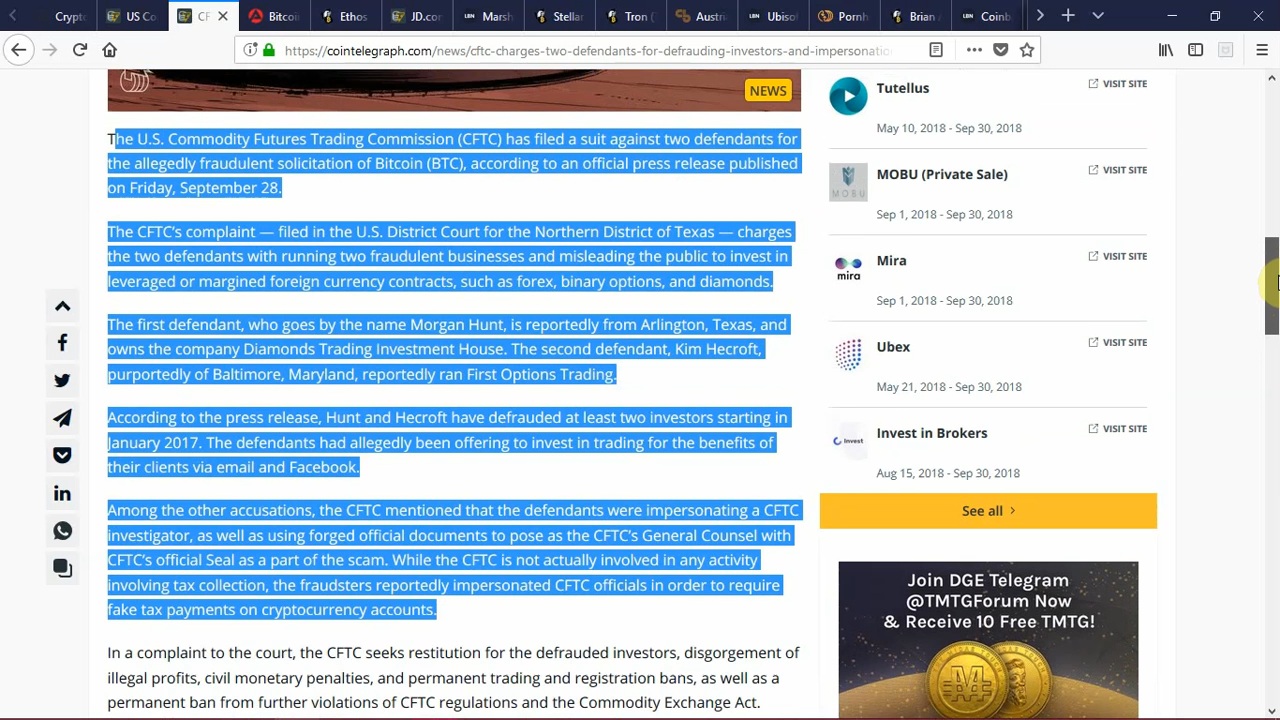 Crypto
US Co
CF
Bitcoi
Ethos
JD.co
Marsh
Stellar
Tron (
Austri
Ubiso
Pornh
Brian
Coinb
https://cointelegraph.com/news/cftc-charges-two-defendants-for-defrauding-investors-and-impersonatio
NEWS
The U.S. Commodity Futures Trading Commission (CFTC) has filed a suit against two defendants for
the allegedly fraudulent solicitation of Bitcoin (BTC), according to an official press release published
on Friday, September 28.
The CFTC's complaint — filed in the U.S. District Court for the Northern District of Texas — charges
the two defendants with running two fraudulent businesses and misleading the public to invest in
leveraged or margined foreign currency contracts, such as forex, binary options, and diamonds.
The first defendant, who goes by the name Morgan Hunt, is reportedly from Arlington, Texas, and
owns the company Diamonds Trading Investment House. The second defendant, Kim Hecroft,
purportedly of Baltimore, Maryland, reportedly ran First Options Trading.
According to the press release, Hunt and Hecroft have defrauded at least two investors starting in
January 2017. The defendants had allegedly been offering to invest in trading for the benefits of
their clients via email and Facebook.
Among the other accusations, the CFTC mentioned that the defendants were impersonating a CFTC
investigator, as well as using forged official documents to pose as the CFTC's General Counsel with
CFTC's official Seal as a part of the scam. While the CFTC is not actually involved in any activity
involving tax collection, the fraudsters reportedly impersonated CFTC officials in order to require
fake tax payments on cryptocurrency accounts.
In a complaint to the court, the CFTC seeks restitution for the defrauded investors, disgorgement of
illegal profits, civil monetary penalties, and permanent trading and registration bans, as well as a
permanent ban from further violations of CFTC regulations and the Commodity Exchange Act.
Tutellus
VISIT SITE
May 10, 2018 - Sep 30, 2018
MOBU
MOBU (Private Sale)
VISIT SITE
Sep 1, 2018 - Sep 30, 2018
mira
Mira
VISIT SITE
Sep 1, 2018 - Sep 30, 2018
Ubex
VISIT SITE
May 21, 2018 - Sep 30, 2018
Invest
Invest in Brokers
VISIT SITE
Aug 15, 2018 - Sep 30, 2018
See all
Join DGE Telegram
@TMTGForum Now
& Receive 10 Free TMTG!